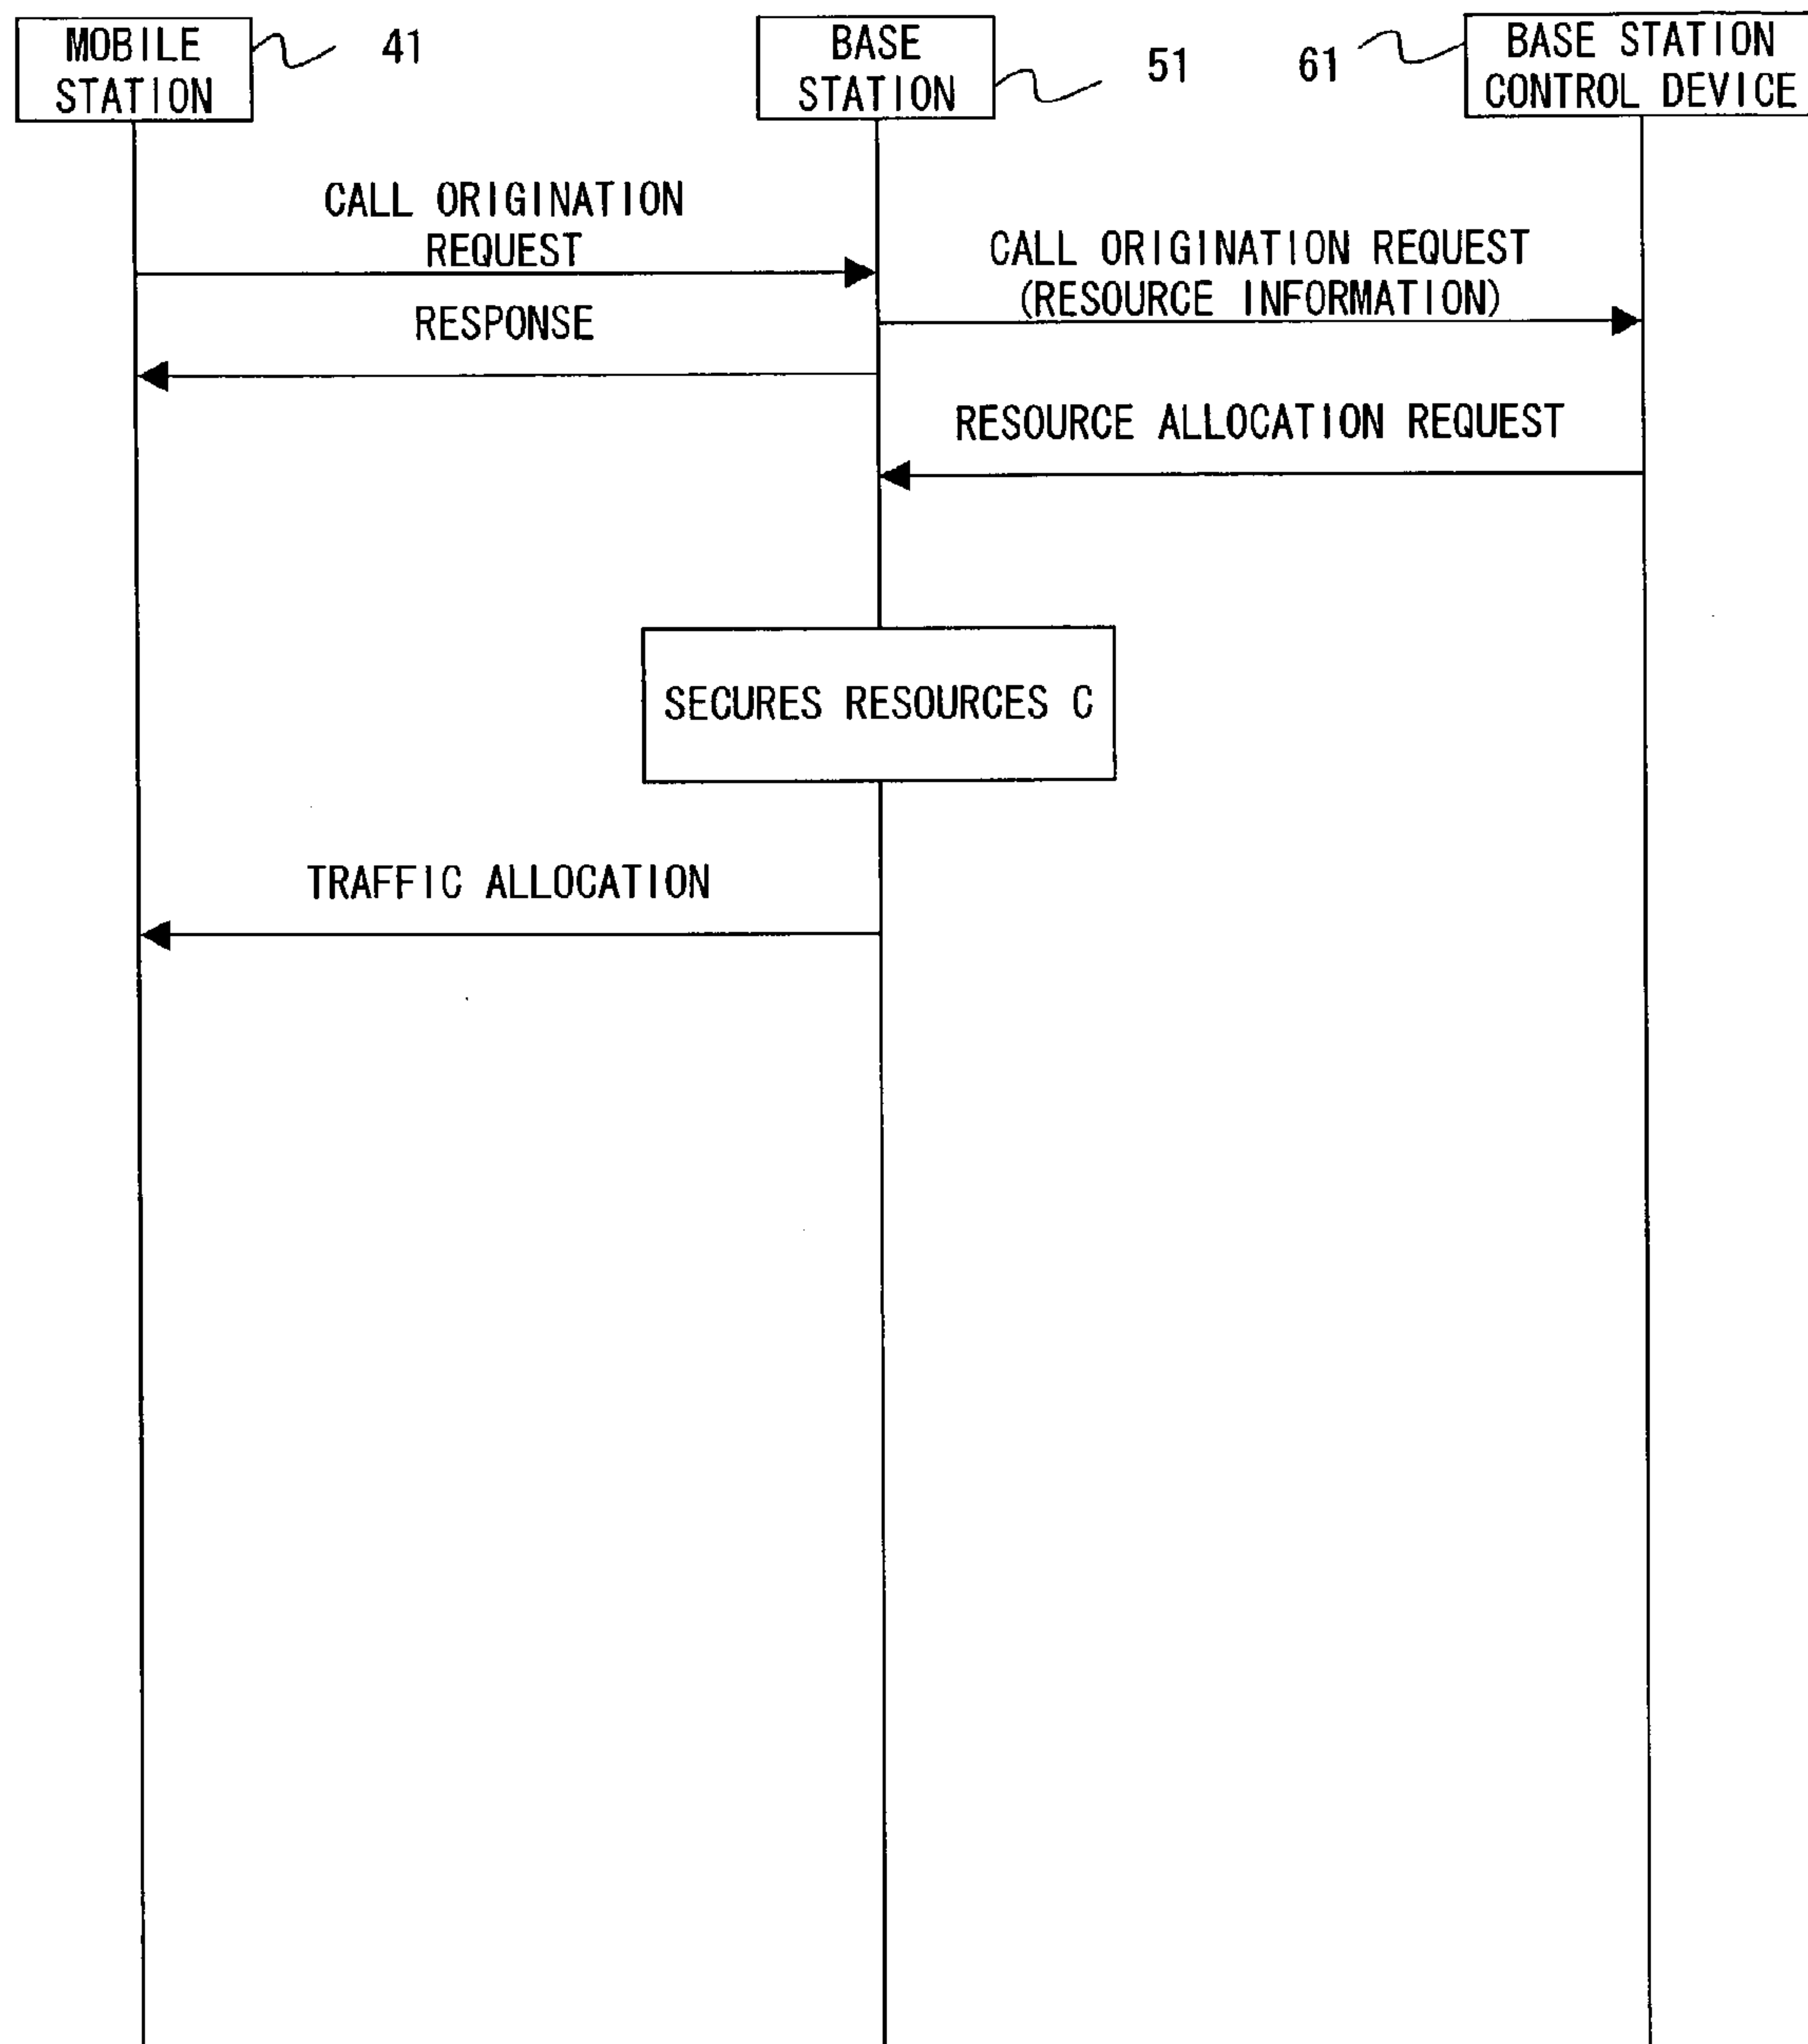 MOBILE
STATION
41
BASE
STATION
51
61
BASE STATION
CONTROL DEVICE
CALL ORIGINATION
REQUEST
CALL ORIGINATION REQUEST
(RESOURCE INFORMATION)
RESPONSE
RESOURCE ALLOCATION REQUEST
SECURES RESOURCES C
TRAFFIC ALLOCATION